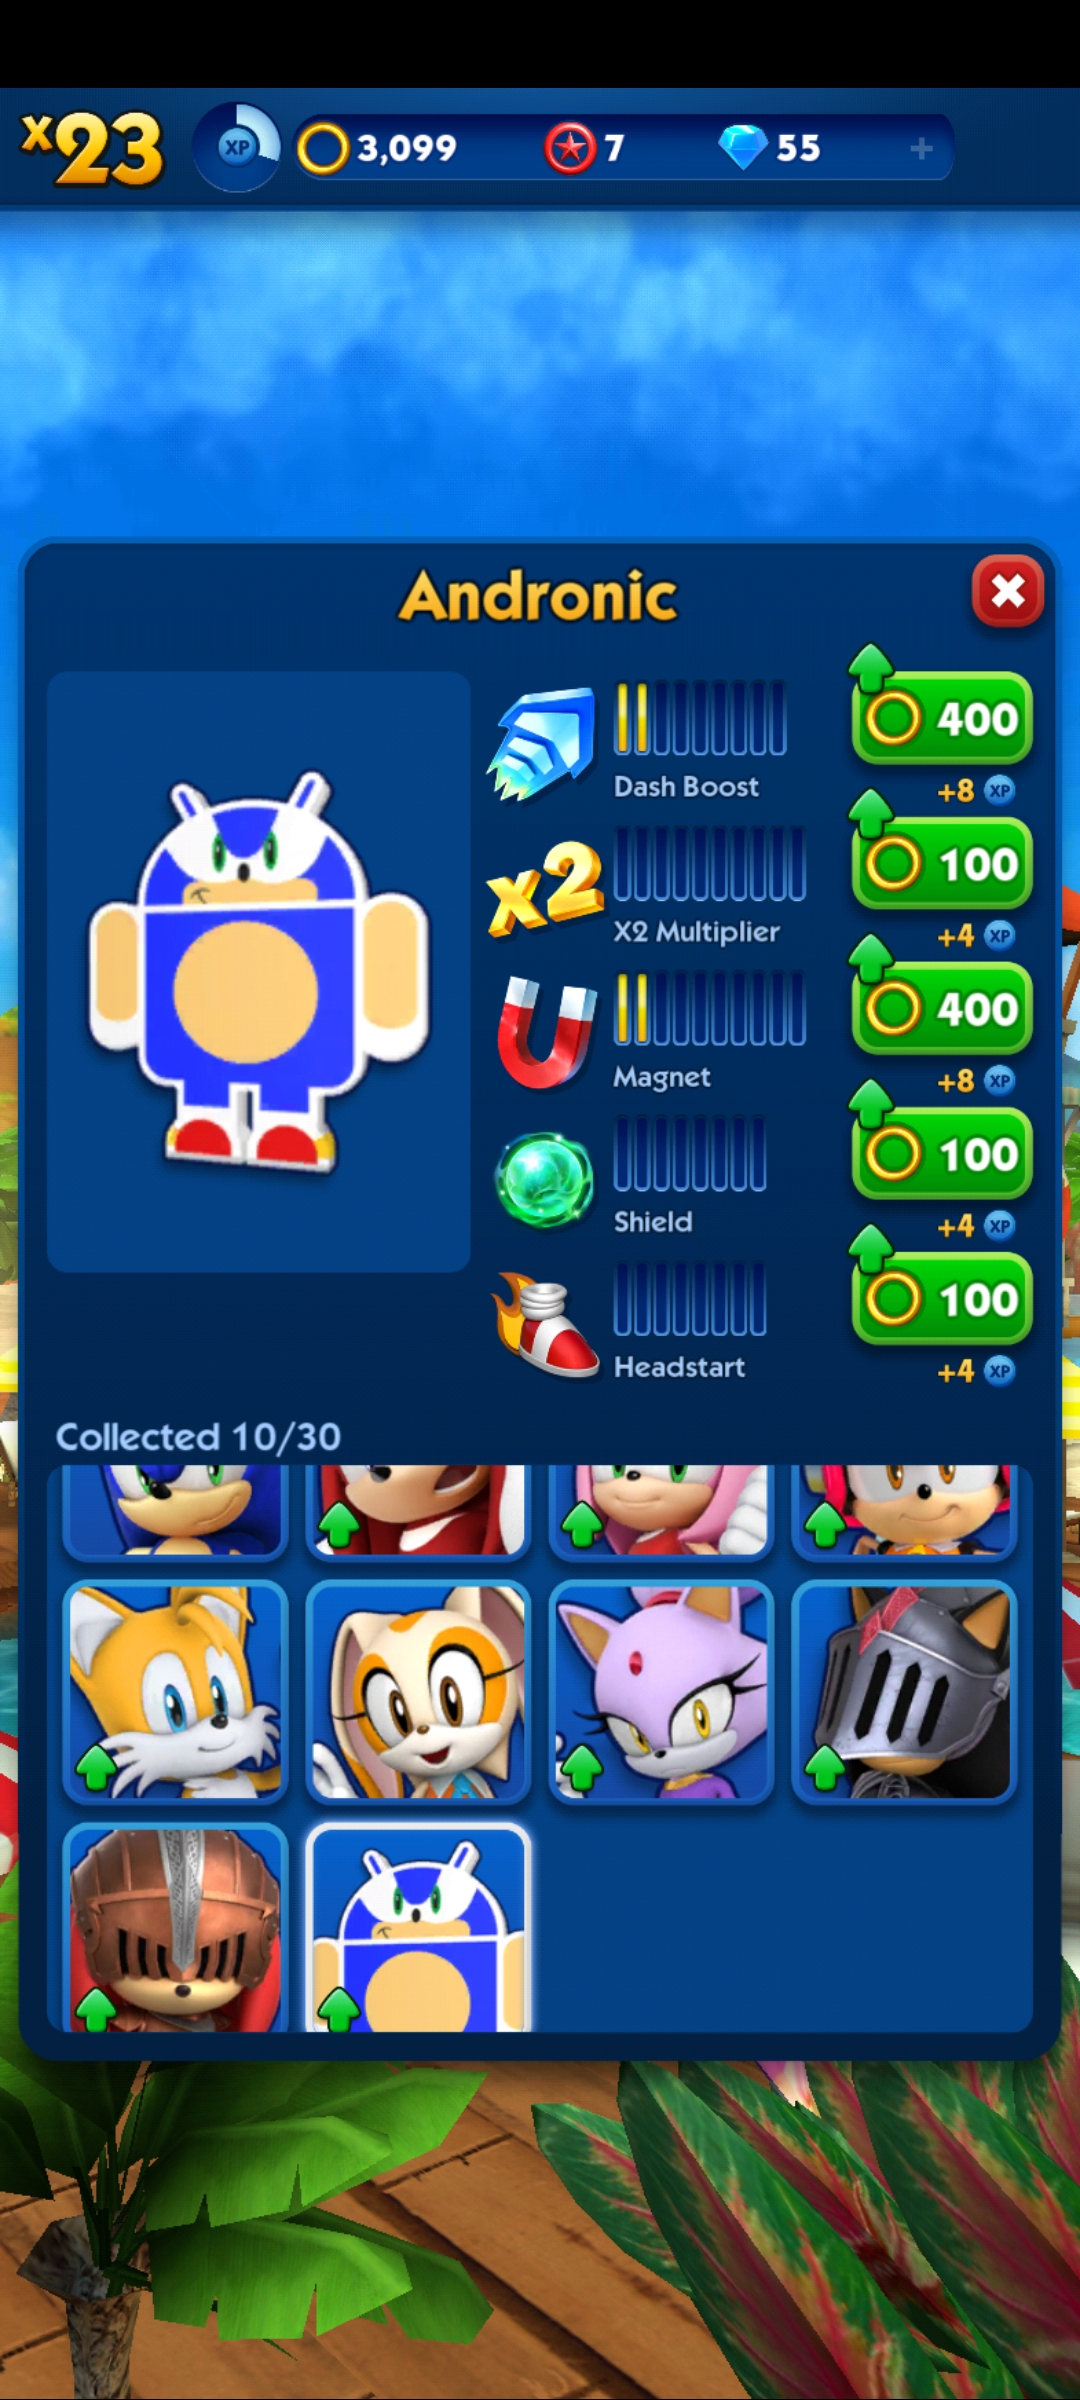 x23 XP 3,099 7 55 +
Andronic
400
Dash Boost
+8 XP
x2 100
X2 Multiplier
+4 XP
400
Magnet
+8 XP
100
Shield
+4 XP
100
Headstart
+4 XP
Collected 10/30